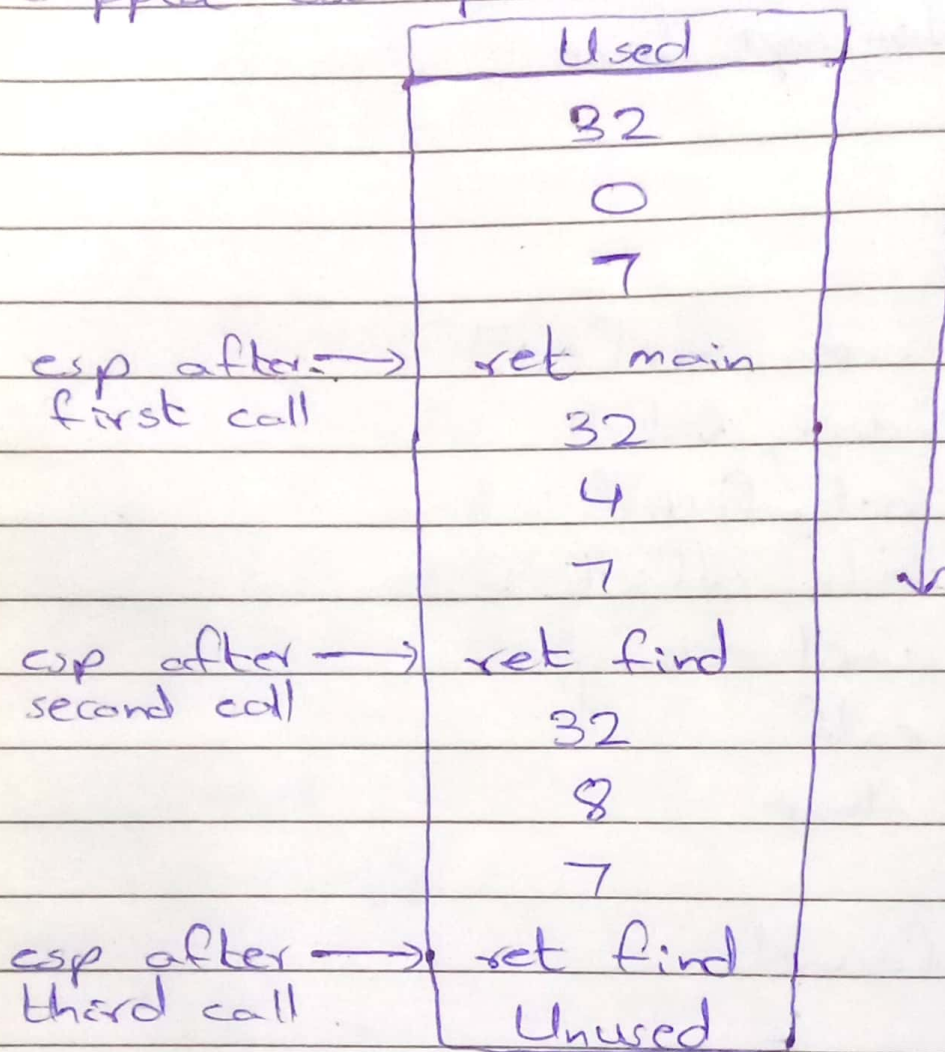 Used
32
0
7
esp after → ret main
first call
32
4
7
esp after → ret find
second call
32
8
7
esp after → ret find
third call
Unused